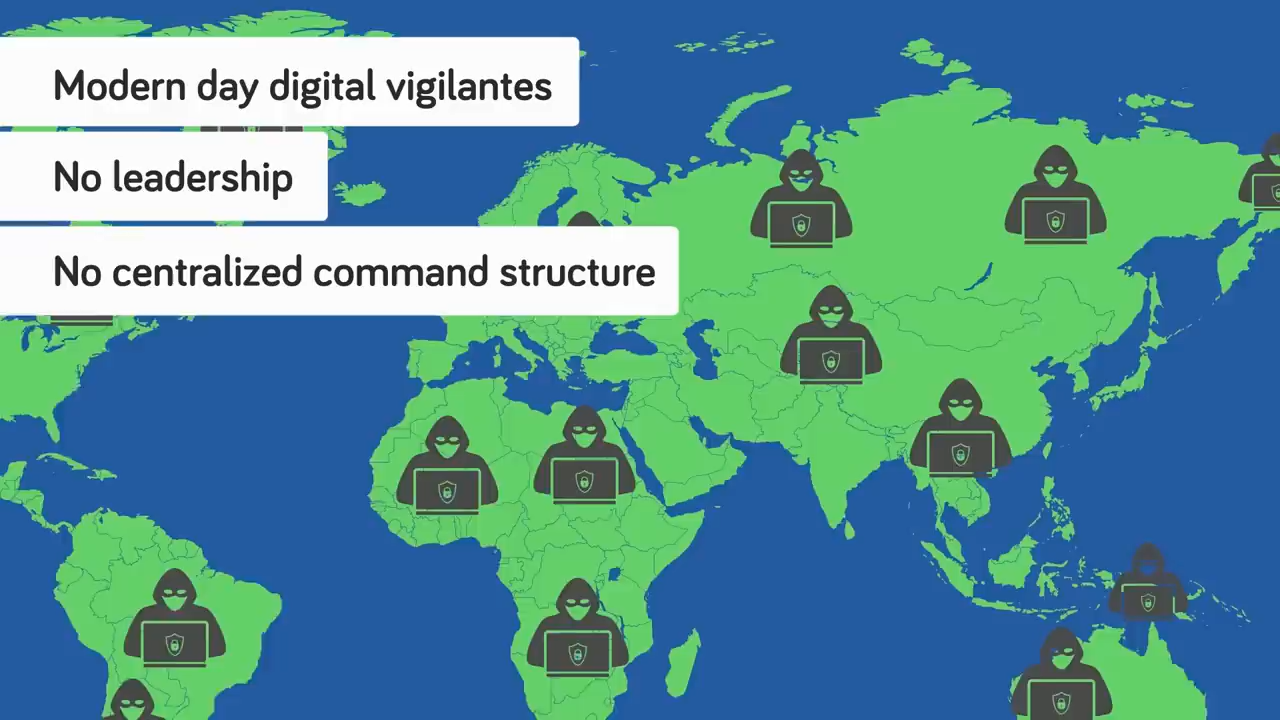 Modern day digital vigilantes
No leadership
No centralized command structure